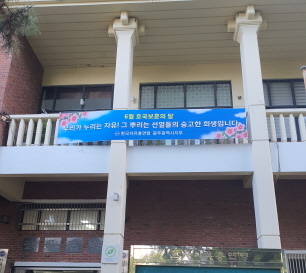 6월 호국보훈의 달
우리가 누리는 자유! 그 뿌리는 선열들의 숭고한 희생입니다
한국자유총연맹 광주광역시지부